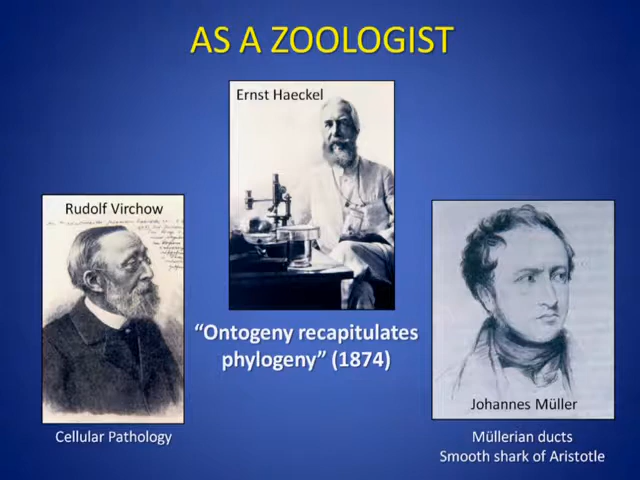 AS A ZOOLOGIST
Ernst Haeckel
Rudolf Virchow
"Ontogeny recapitulates
phylogeny" (1874)
Johannes Müller
Cellular Pathology
Müllerian ducts
Smooth shark of Aristotle